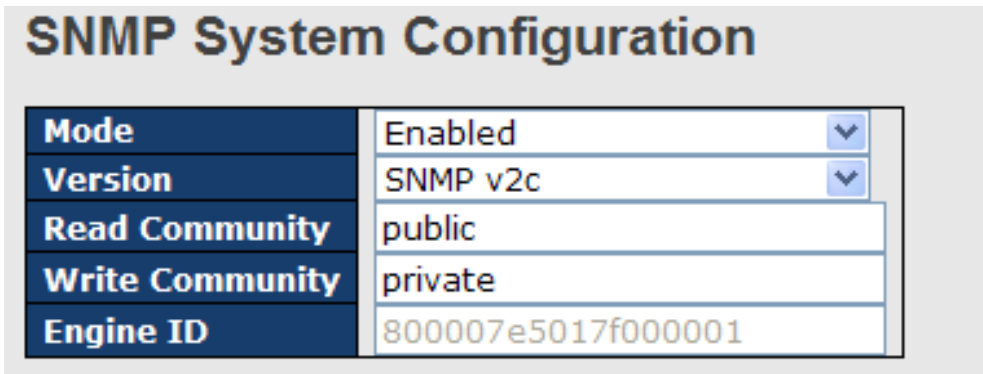 SNMP System Configuration
Mode Enabled
Version SNMP v2c
Read Community public
Write Community private
Engine ID 800007e5017f000001